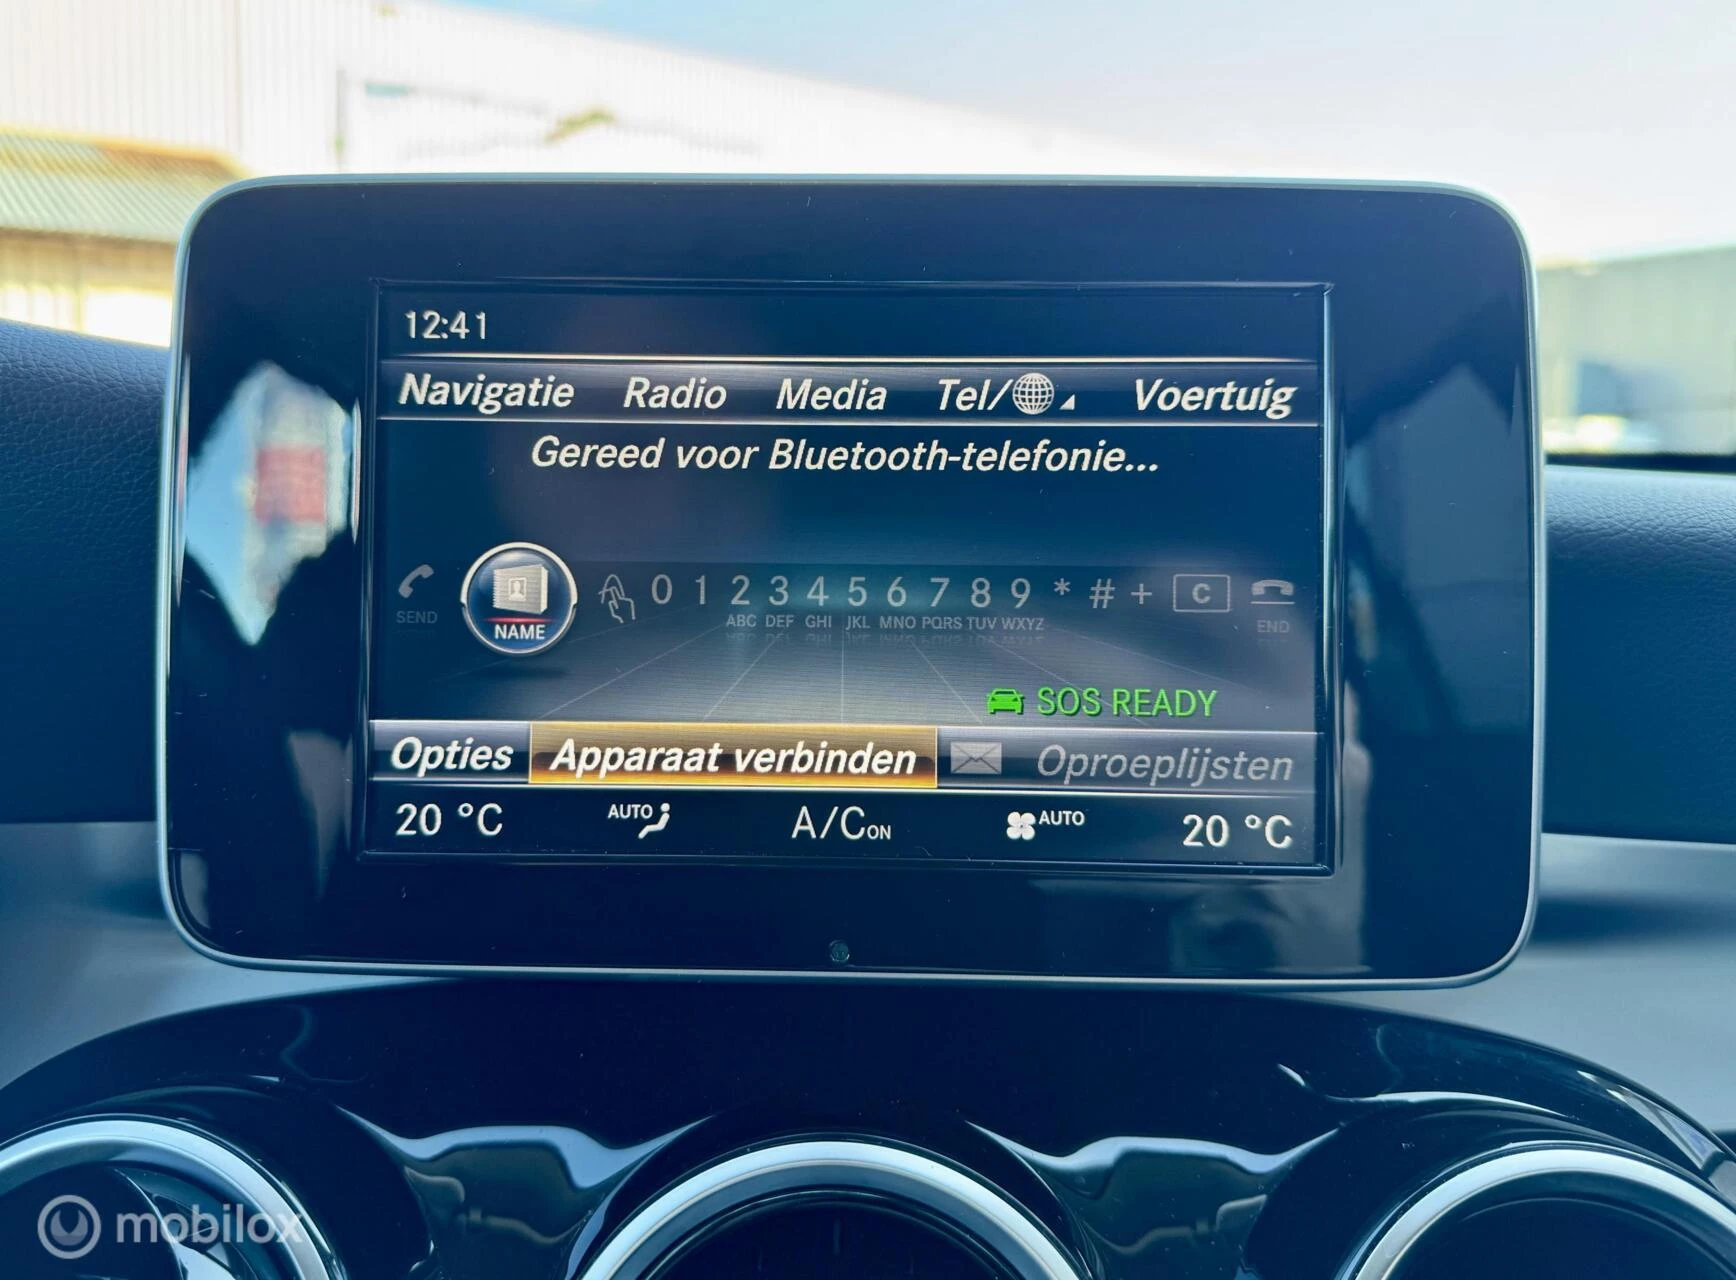 12:41
Navigatie Radio Media Tel/ Voertuig
Gereed voor Bluetooth-telefonie...
SEND NAME 0 1 2 3 4 5 6 7 8 9 * # + C END
ABC DEF GHI JKL MNO PQRS TUV WXYZ
SOS READY
Opties Apparaat verbinden Oproeplijsten
20 °C AUTO A/C ON AUTO 20 °C
mobilox